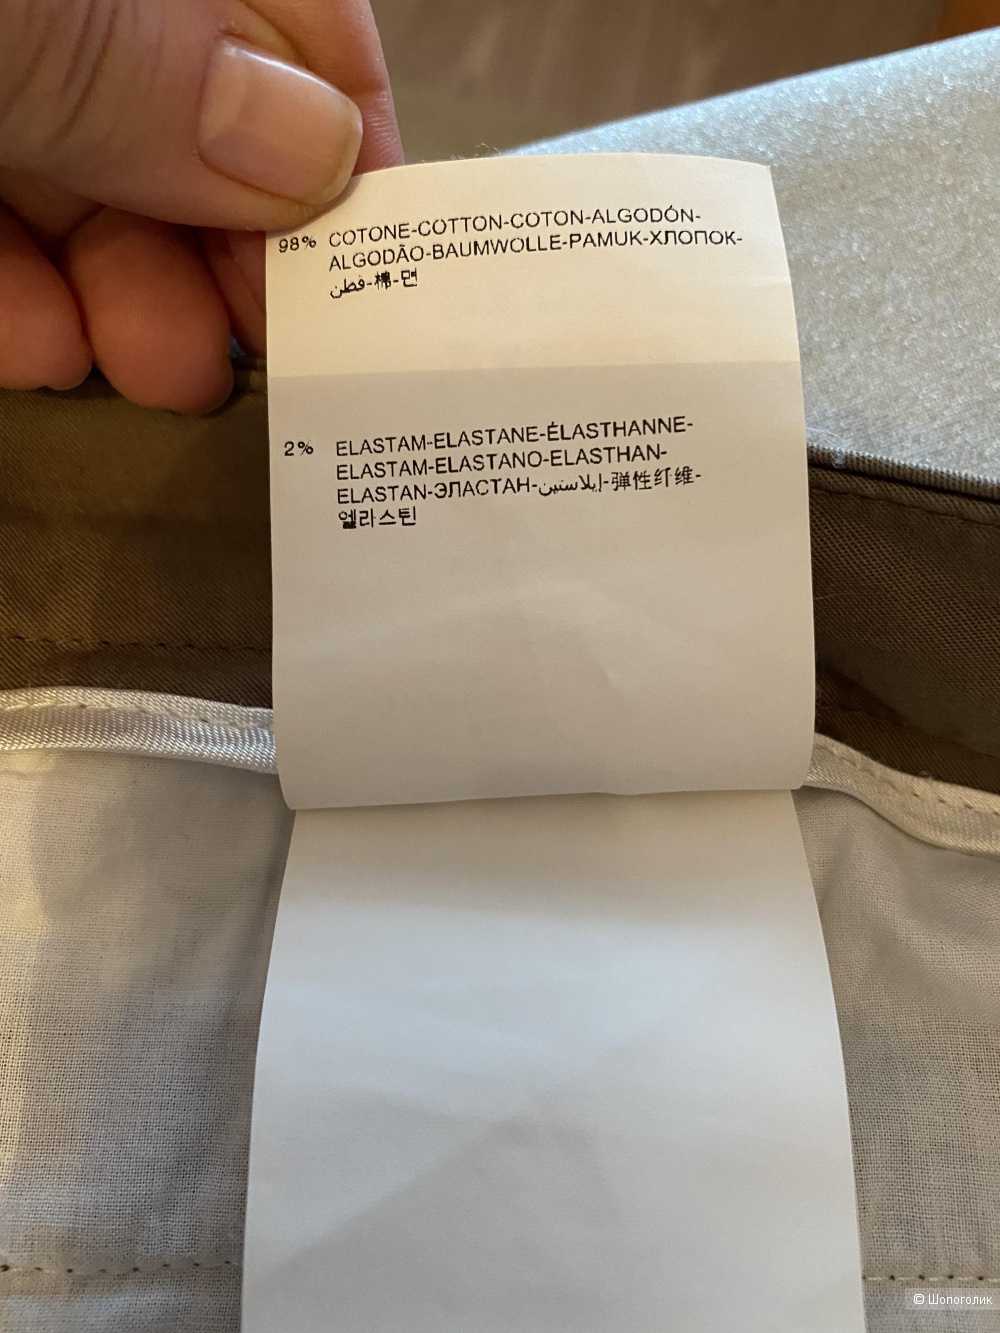 98% COTONE-COTTON-COTON-ALGODÓN-
ALGODÃO-BAUMWOLLE-PAMUK-ХЛОПОК-
قطن-棉-면
2% ELASTAM-ELASTANE-ÉLASTHANNE-
ELASTAM-ELASTANO-ELASTHAN-
ELASTAN-ЭЛАСТАН-إيلاستين-弹性纤维-
엘라스틴
© Шопоголик